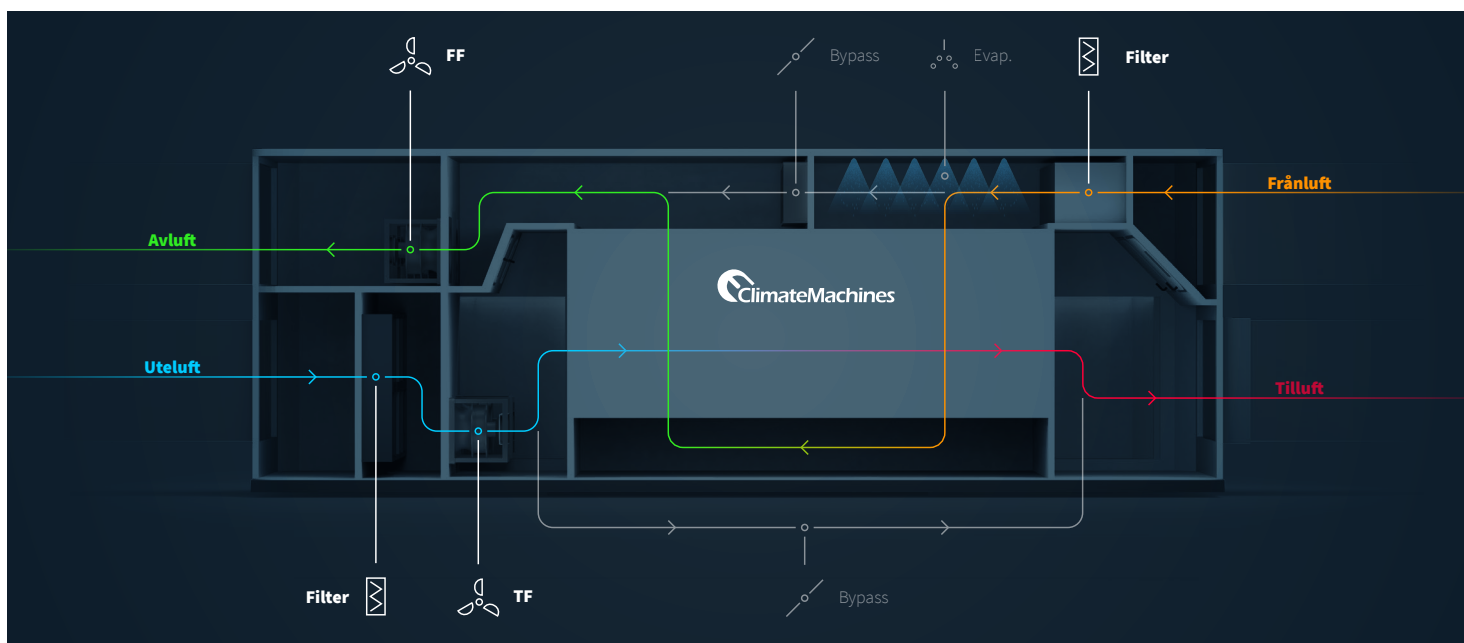 FF
Bypass
Evap.
Filter
Frånluft
Avluft
ClimateMachines
Uteluft
Tilluft
Filter
TF
Bypass